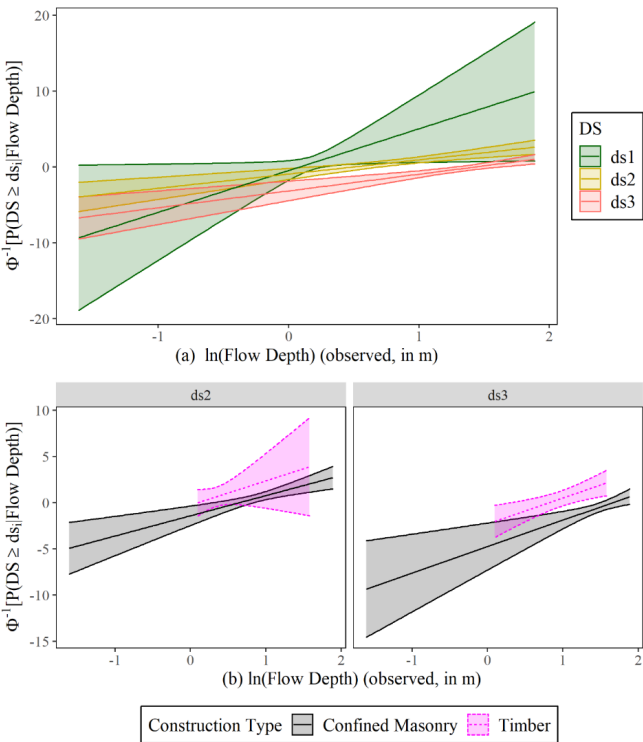 Φ⁻¹[P(DS ≥ dsᵢ|Flow Depth)]
20
10
0
-10
-20
-1
0
1
2
(a) ln(Flow Depth) (observed, in m)
DS
ds1
ds2
ds3
ds2
ds3
Φ⁻¹[P(DS ≥ dsᵢ|Flow Depth)]
10
5
0
-5
-10
-15
-1
0
1
2
-1
0
1
2
(b) ln(Flow Depth) (observed, in m)
Construction Type Confined Masonry Timber